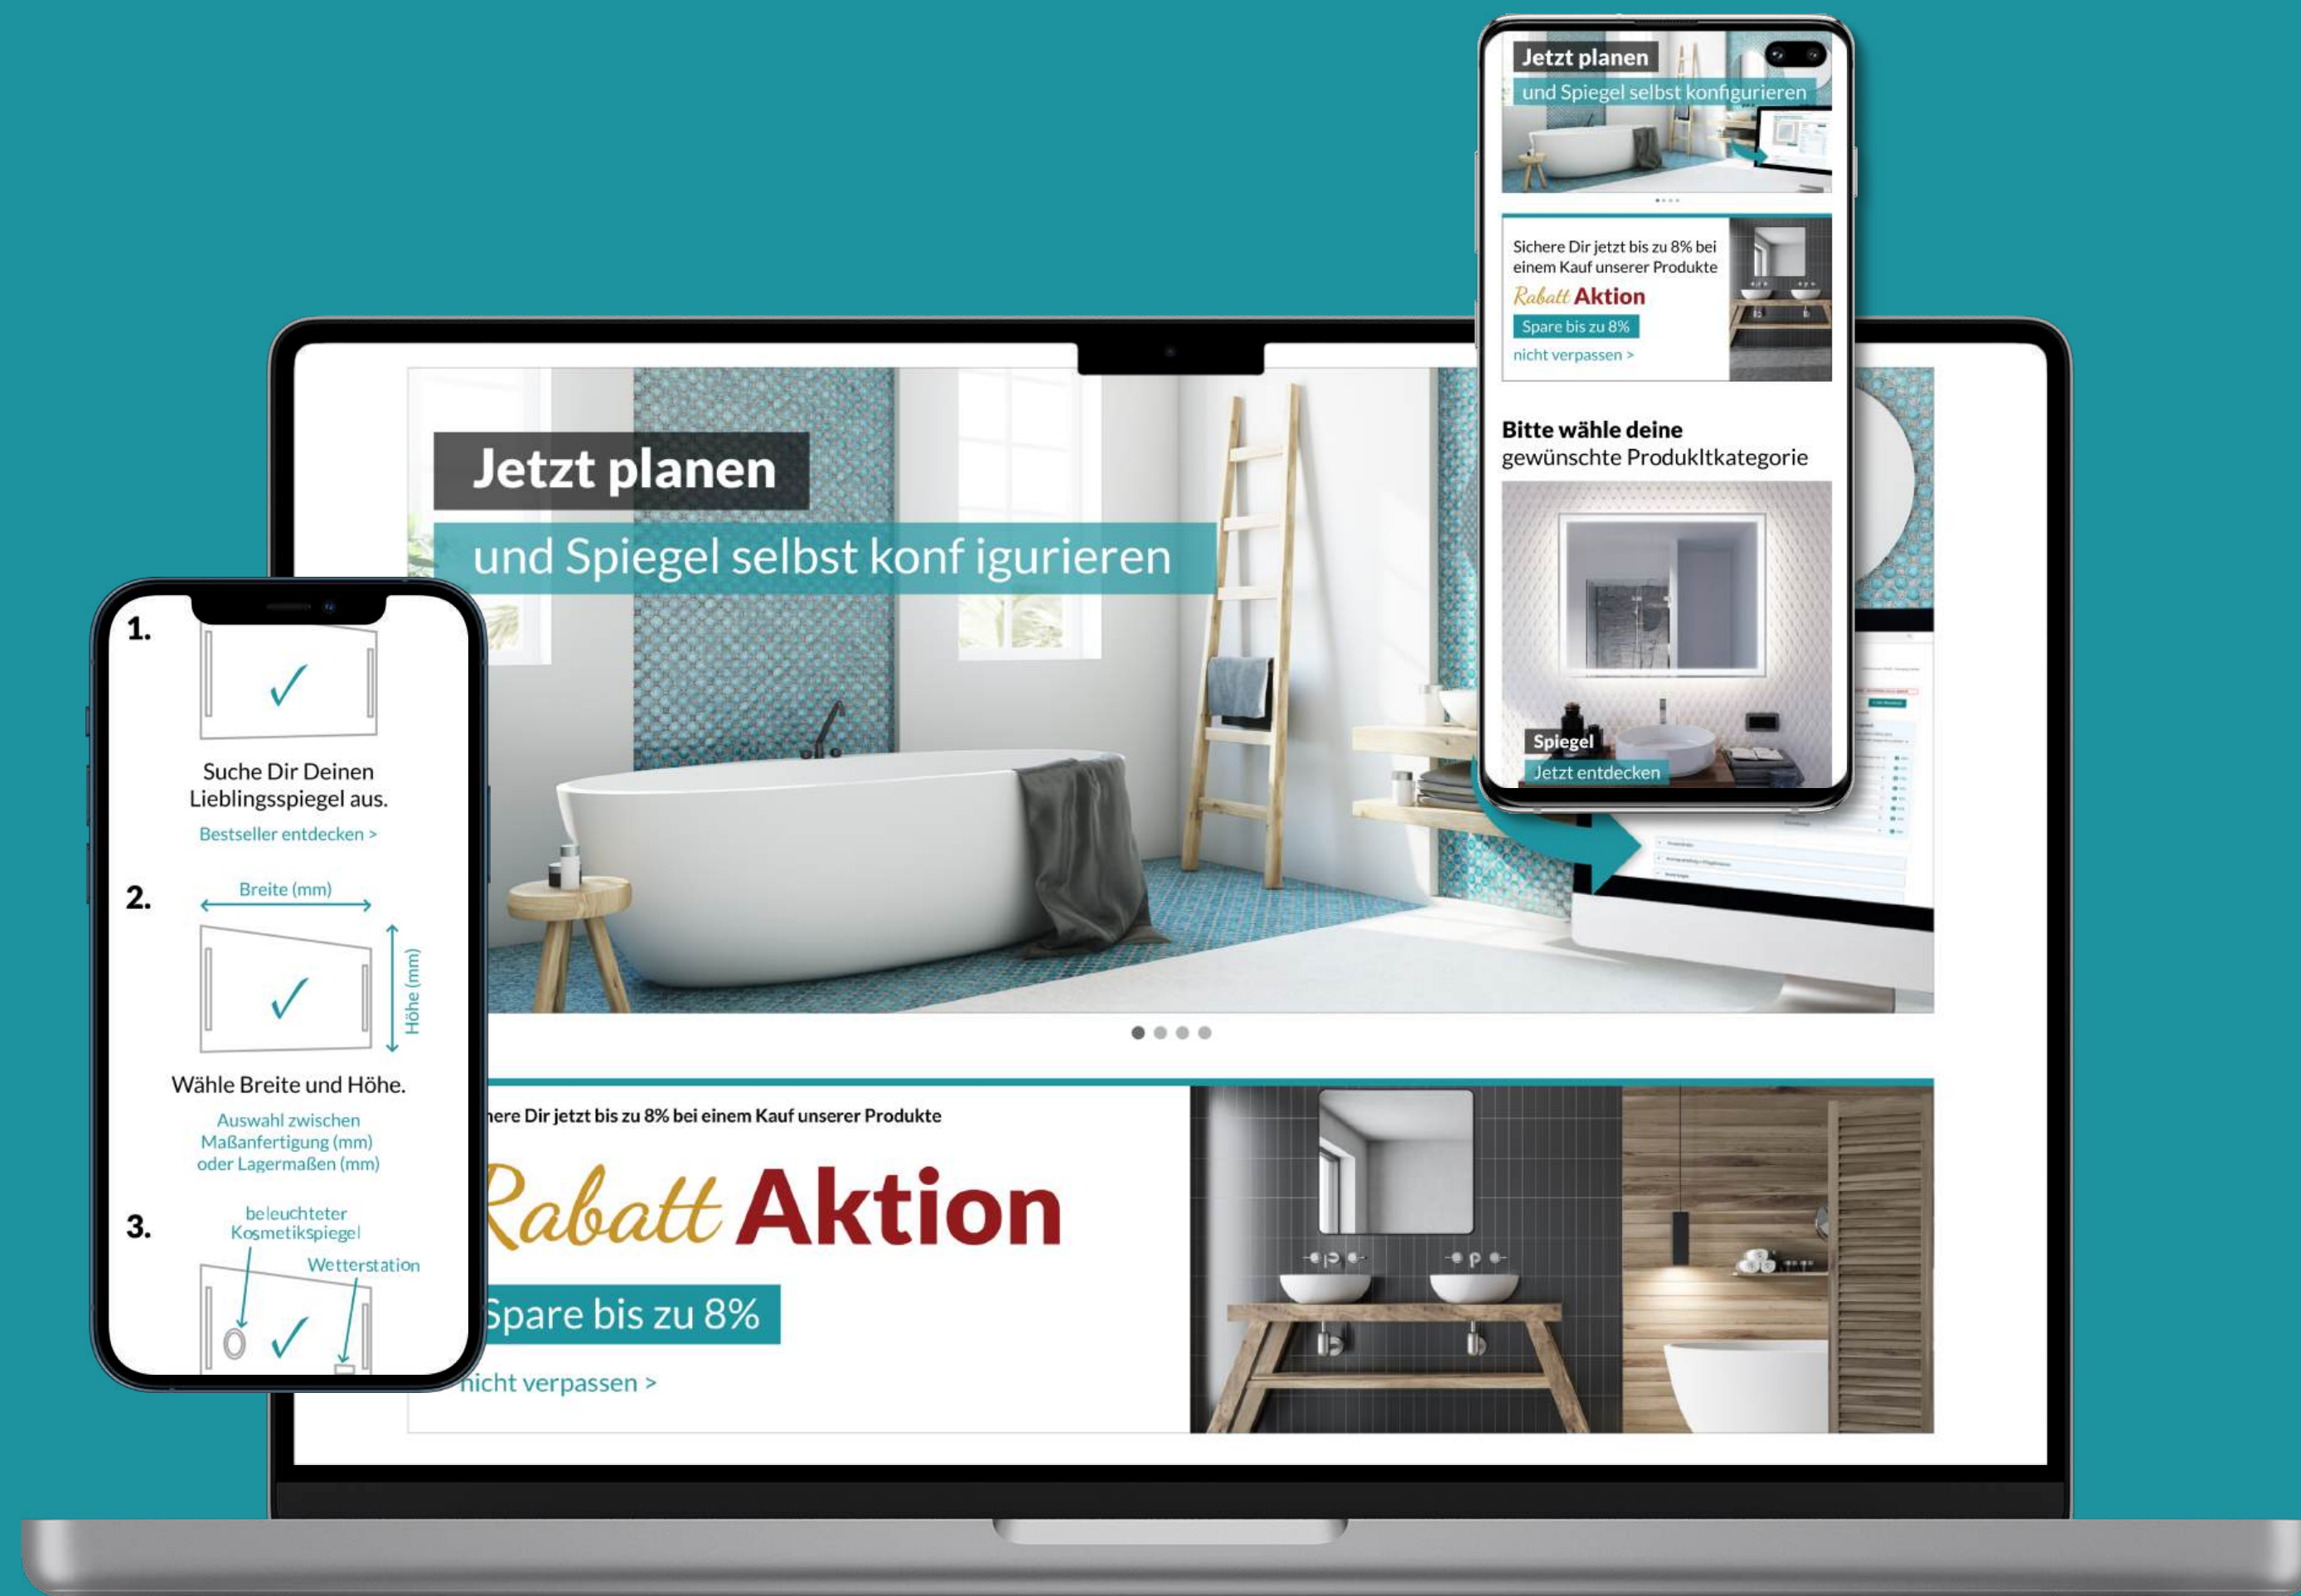 Jetzt planen
und Spiegel selbst konfigurieren
Sichere Dir jetzt bis zu 8% bei
einem Kauf unserer Produkte
Rabatt Aktion
Spare bis zu 8%
nicht verpassen >
Bitte wähle deine
gewünschte Produkltkategorie
Spiegel
Jetzt entdecken
Jetzt planen
und Spiegel selbst konf igurieren
here Dir jetzt bis zu 8% bei einem Kauf unserer Produkte
Rabatt Aktion
Spare bis zu 8%
nicht verpassen >
1.
Suche Dir Deinen
Lieblingsspiegel aus.
Bestseller entdecken >
2.
Breite (mm)
Höhe (mm)
Wähle Breite und Höhe.
Auswahl zwischen
Maßanfertigung (mm)
oder Lagermaßen (mm)
3.
beleuchteter
Kosmetikspiegel
Wetterstation